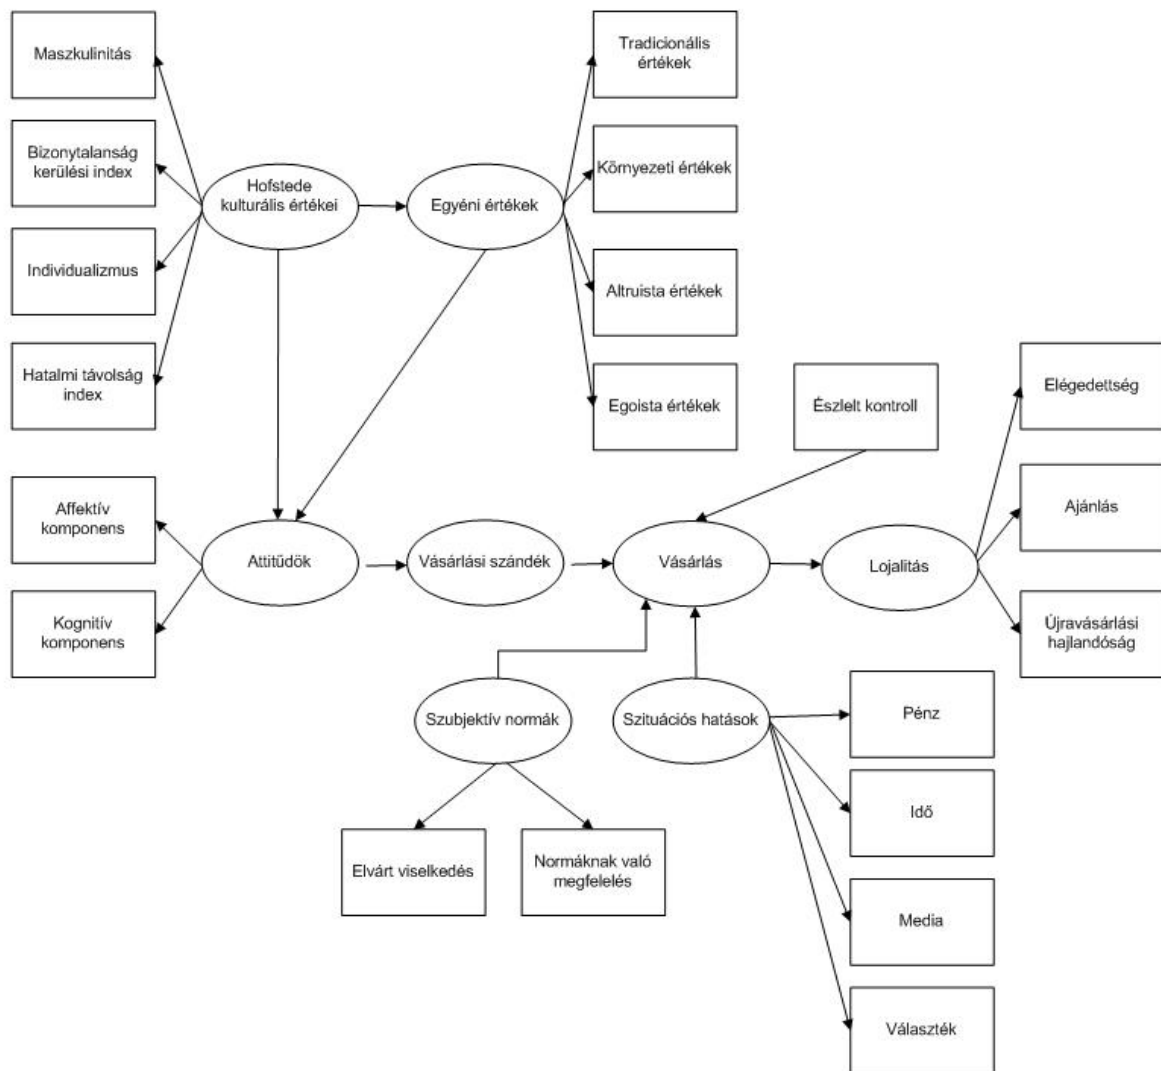 Maszkulinitás
Bizonytalanság
kerülési index
Individualizmus
Hatalmi távolság
index
Hofstede
kulturális értékei
Egyéni értékek
Tradicionális
értékek
Környezeti értékek
Altruista értékek
Egoista értékek
Észlelt kontroll
Elégedettség
Ajánlás
Újravásárlási
hajlandóság
Affektív
komponens
Kognitív
komponens
Attitűdök
Vásárlási szándék
Vásárlás
Lojalitás
Szubjektív normák
Szituációs hatások
Elvárt viselkedés
Normáknak való
megfelelés
Pénz
Idő
Media
Választék